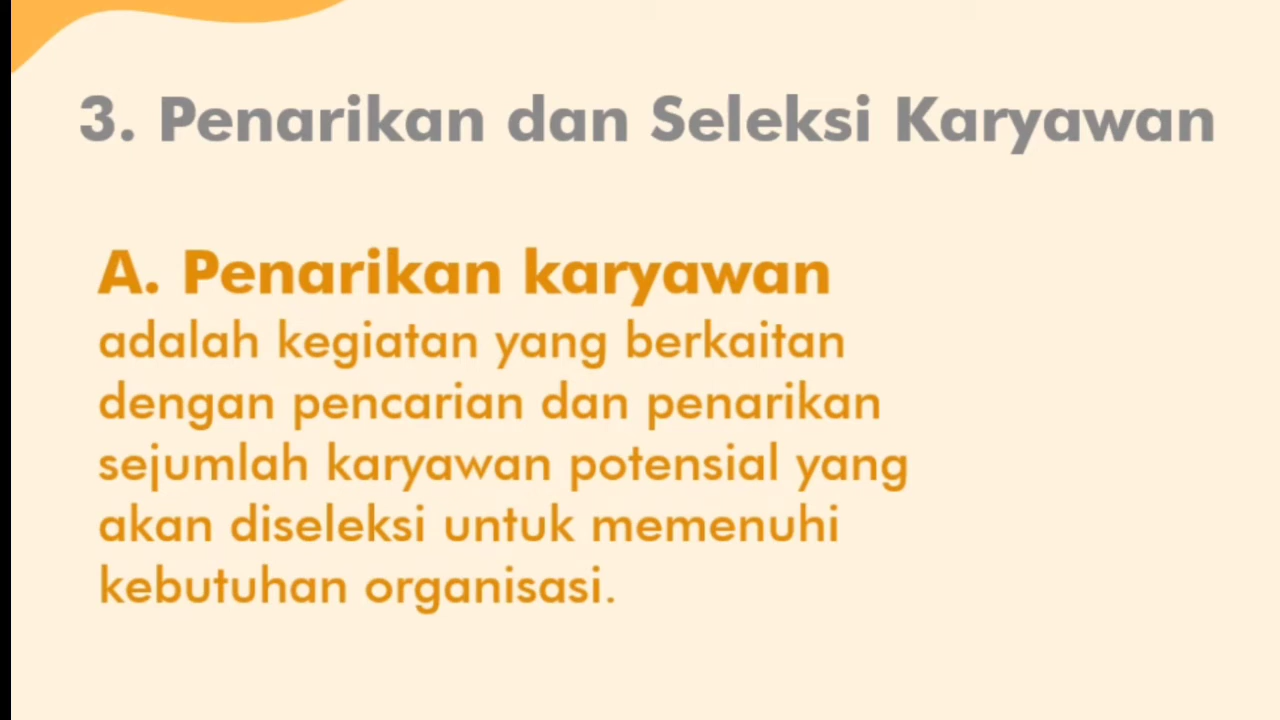 3. Penarikan dan Seleksi Karyawan
A. Penarikan karyawan
adalah kegiatan yang berkaitan
dengan pencarian dan penarikan
sejumlah karyawan potensial yang
akan diseleksi untuk memenuhi
kebutuhan organisasi.